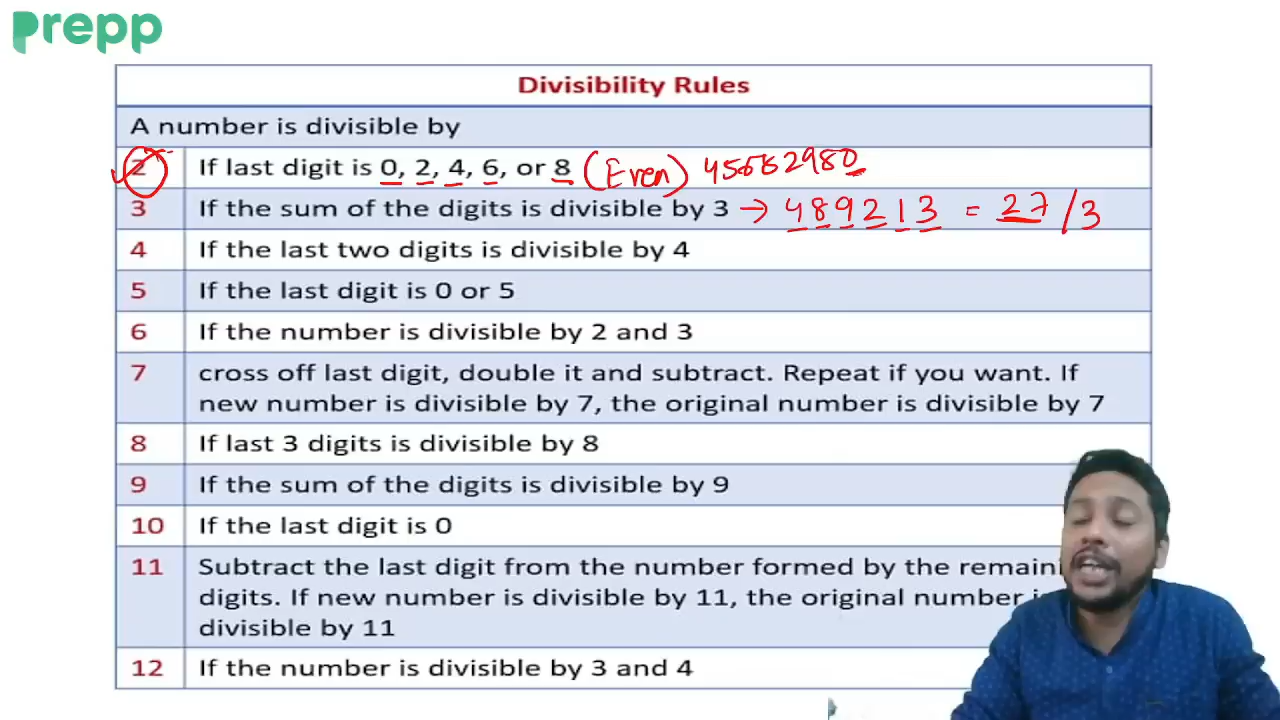 prepp
Divisibility Rules
A number is divisible by
2 If last digit is 0, 2, 4, 6, or 8 (Even) 45682980
3 If the sum of the digits is divisible by 3 → 489213 = 27/3
4 If the last two digits is divisible by 4
5 If the last digit is 0 or 5
6 If the number is divisible by 2 and 3
7 cross off last digit, double it and subtract. Repeat if you want. If
new number is divisible by 7, the original number is divisible by 7
8 If last 3 digits is divisible by 8
9 If the sum of the digits is divisible by 9
10 If the last digit is 0
11 Subtract the last digit from the number formed by the remaini
digits. If new number is divisible by 11, the original number i
divisible by 11
12 If the number is divisible by 3 and 4